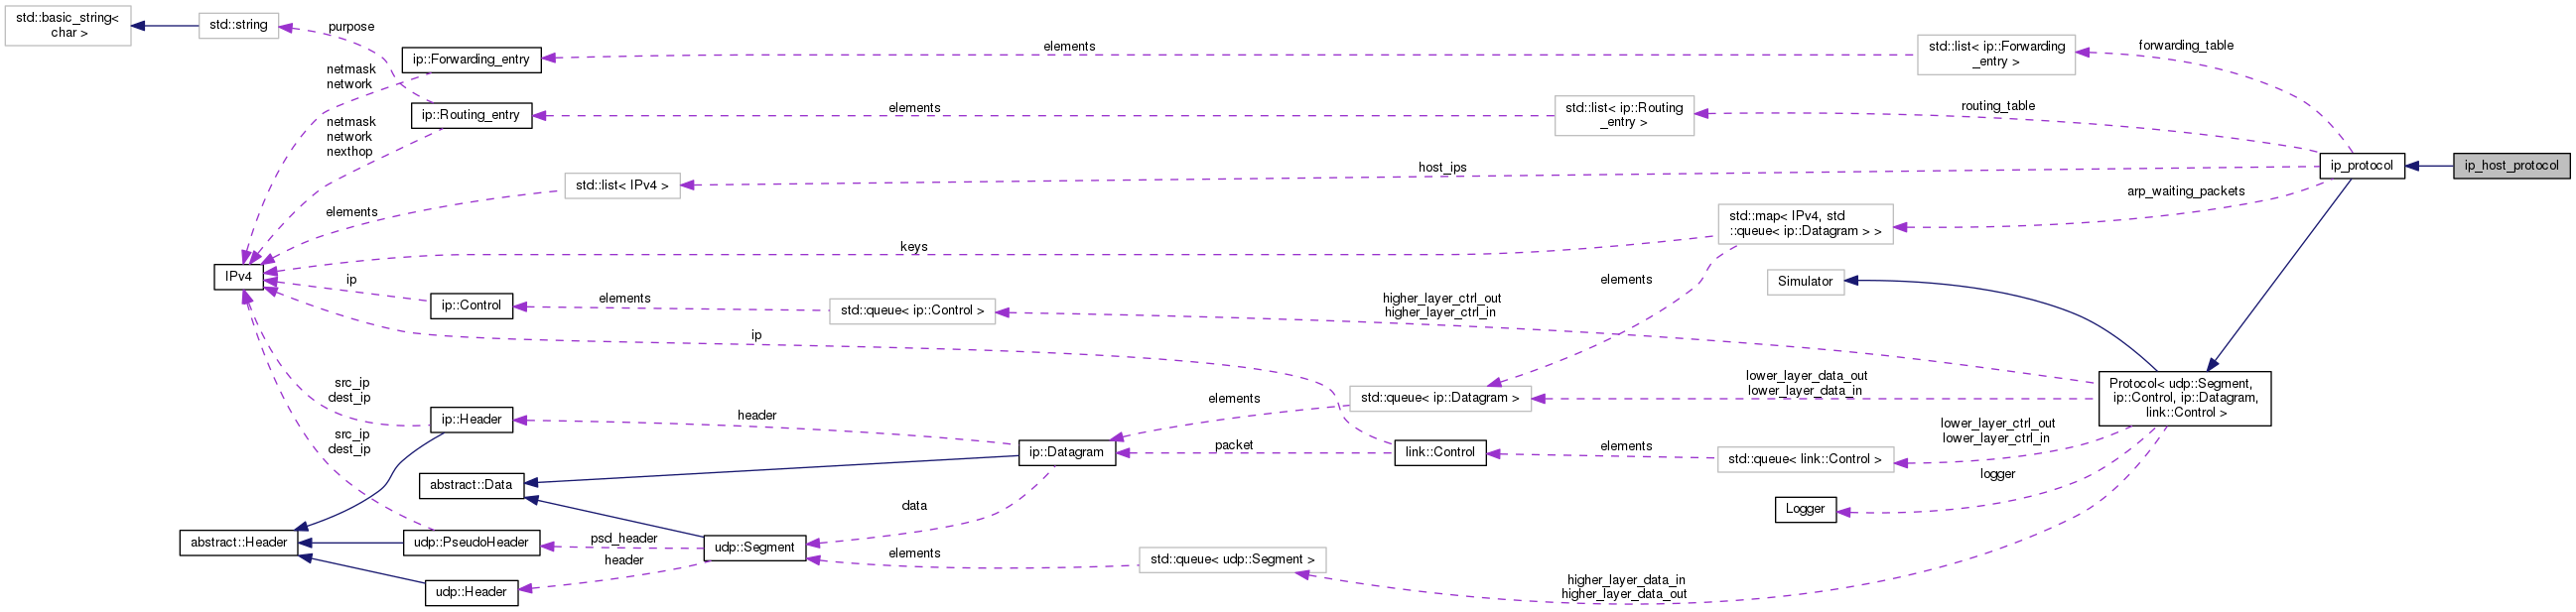 std::basic_string<
char >
std::string
purpose
ip::Forwarding_entry
elements
std::list< ip::Forwarding
_entry >
forwarding_table
netmask
network
ip::Routing_entry
elements
std::list< ip::Routing
_entry >
routing_table
netmask
network
nexthop
host_ips
ip_protocol
ip_host_protocol
std::list< IPv4 >
elements
arp_waiting_packets
std::map< IPv4, std
::queue< ip::Datagram > >
keys
IPv4
ip
ip::Control
elements
std::queue< ip::Control >
higher_layer_ctrl_out
higher_layer_ctrl_in
elements
Simulator
ip
src_ip
dest_ip
ip::Header
header
elements
std::queue< ip::Datagram >
lower_layer_data_out
lower_layer_data_in
Protocol< udp::Segment,
ip::Control, ip::Datagram,
link::Control >
src_ip
dest_ip
ip::Datagram
packet
link::Control
elements
std::queue< link::Control >
lower_layer_ctrl_out
lower_layer_ctrl_in
abstract::Data
data
logger
Logger
abstract::Header
udp::PseudoHeader
psd_header
header
udp::Segment
elements
std::queue< udp::Segment >
udp::Header
higher_layer_data_in
higher_layer_data_out